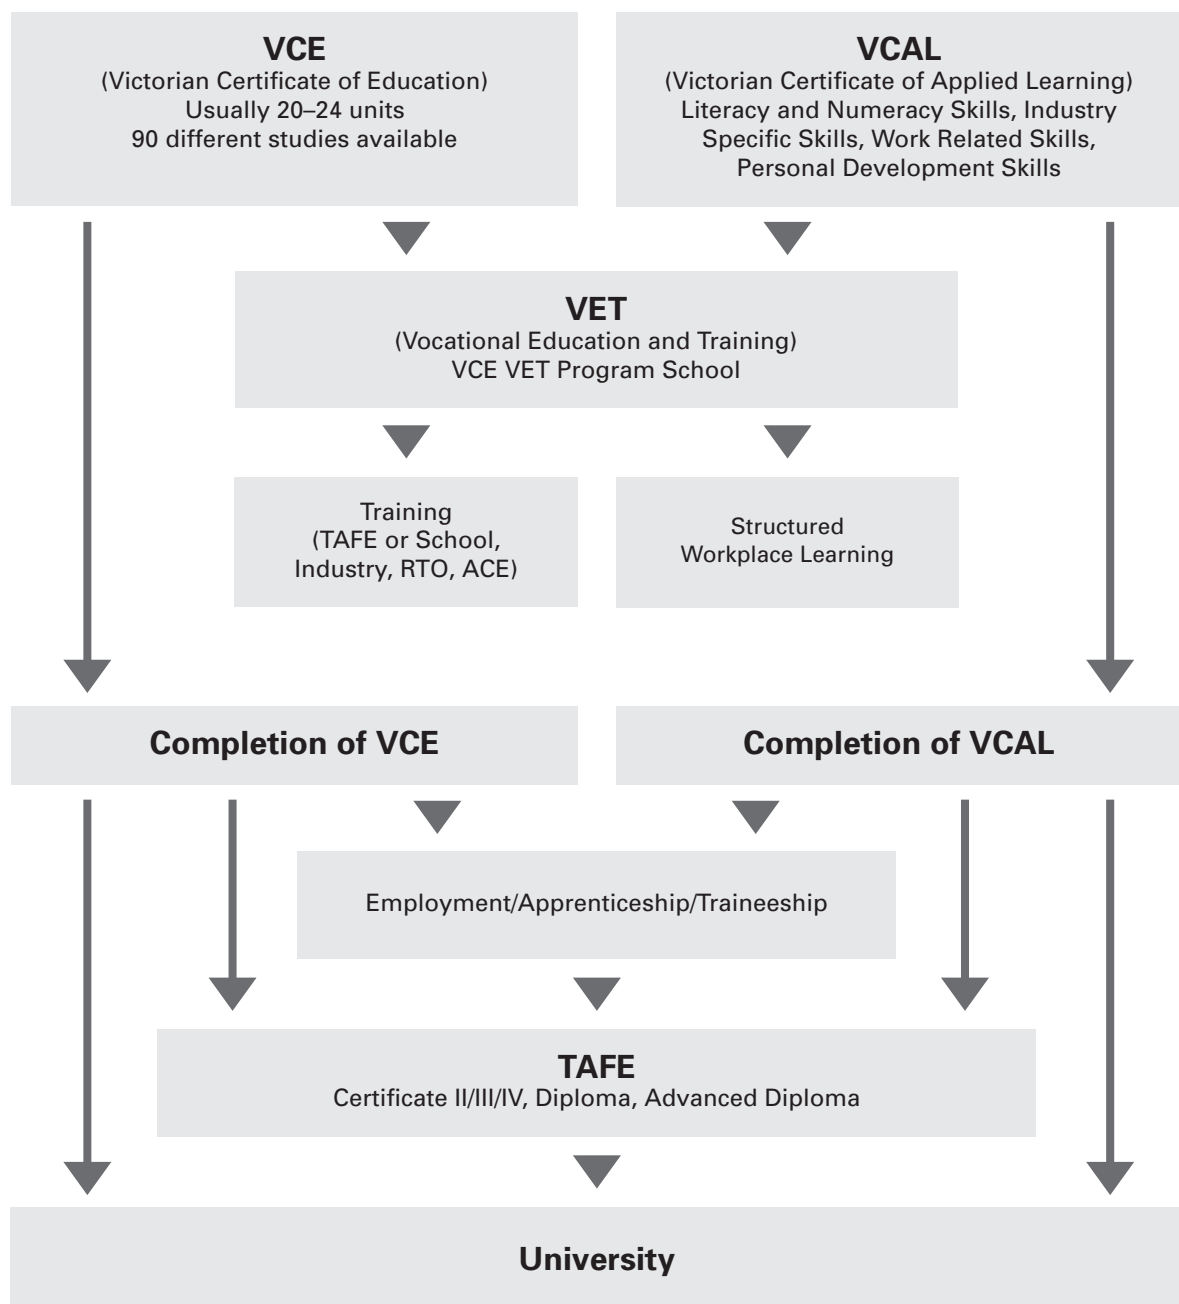 VCE
(Victorian Certificate of Education)
Usually 20–24 units
90 different studies available
VCAL
(Victorian Certificate of Applied Learning)
Literacy and Numeracy Skills, Industry
Specific Skills, Work Related Skills,
Personal Development Skills
VET
(Vocational Education and Training)
VCE VET Program School
Training
(TAFE or School,
Industry, RTO, ACE)
Structured
Workplace Learning
Completion of VCE
Completion of VCAL
Employment/Apprenticeship/Traineeship
TAFE
Certificate II/III/IV, Diploma, Advanced Diploma
University